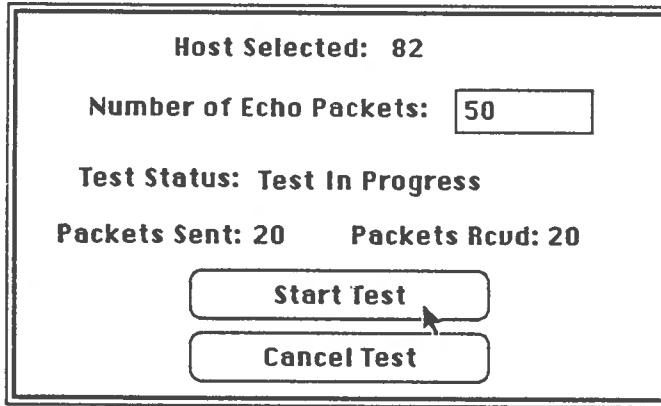 Host Selected: 82
Number of Echo Packets: 50
Test Status: Test In Progress
Packets Sent: 20 Packets Rcvd: 20
Start Test
Cancel Test